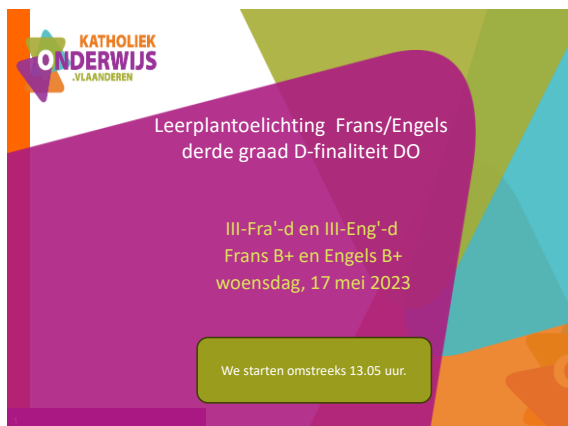 KATHOLIEK
ONDERWIJS
.VLAANDEREN
Leerplantoelichting Frans/Engels
derde graad D-finaliteit DO
III-Fra'-d en III-Eng'-d
Frans B+ en Engels B+
woensdag, 17 mei 2023
We starten omstreeks 13.05 uur.